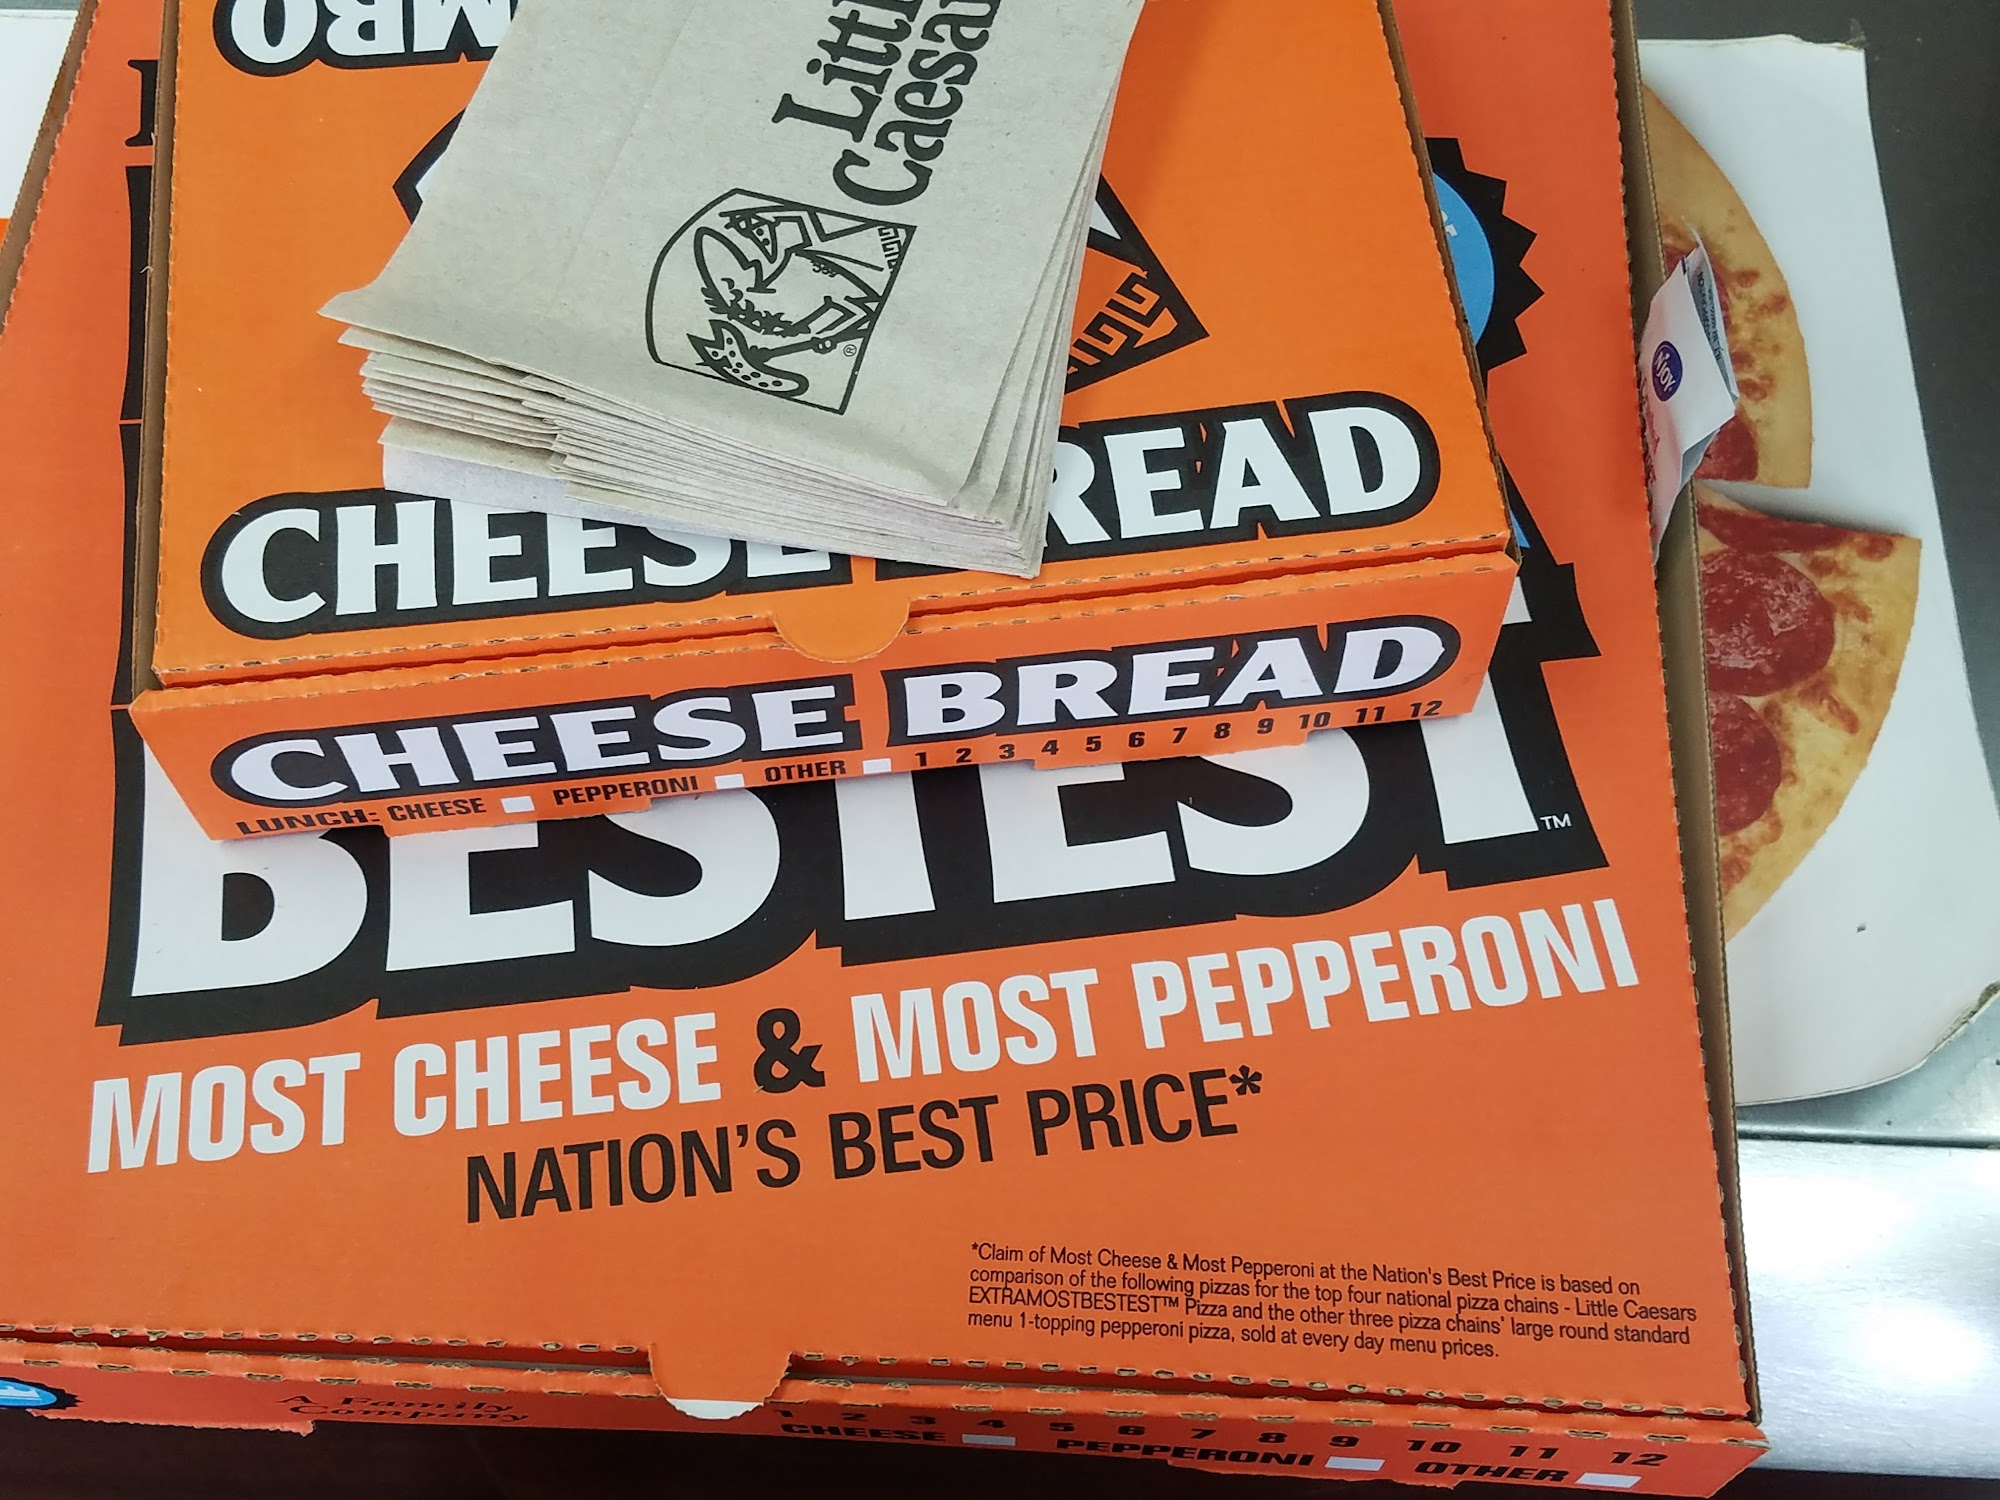 MBO
Little
Caesar
CHEESE BREAD
CHEESE BREAD
LUNCH: CHEESE PEPPERONI OTHER 1 2 3 4 5 6 7 8 9 10 11 12
N'JOY
BESTEST™
MOST CHEESE & MOST PEPPERONI
NATION'S BEST PRICE*
*Claim of Most Cheese & Most Pepperoni at the Nation's Best Price is based on
comparison of the following pizzas for the top four national pizza chains - Little Caesars
EXTRAMOSTBESTEST™ Pizza and the other three pizza chains' large round standard
menu 1-topping pepperoni pizza, sold at every day menu prices.
A Family
Company
1 2 3 4 5 6 7 8 9 10 11 12
CHEESE PEPPERONI OTHER